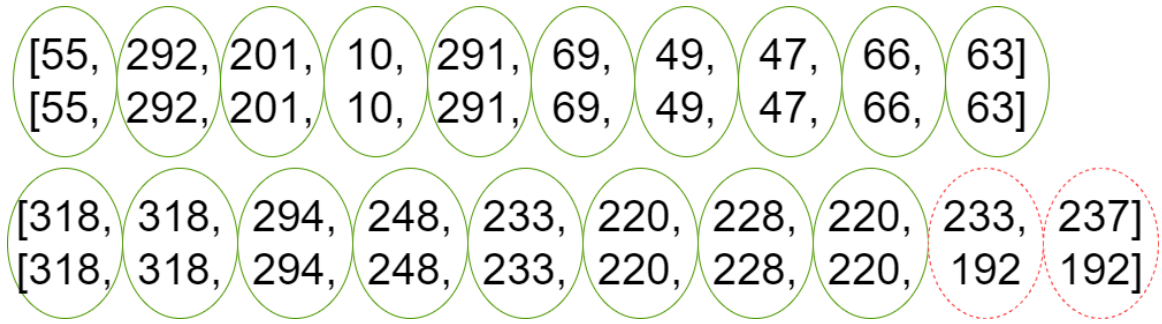 [55, 292, 201, 10, 291, 69, 49, 47, 66, 63]
[55, 292, 201, 10, 291, 69, 49, 47, 66, 63]
[318, 318, 294, 248, 233, 220, 228, 220, 233, 237]
[318, 318, 294, 248, 233, 220, 228, 220, 192 192]